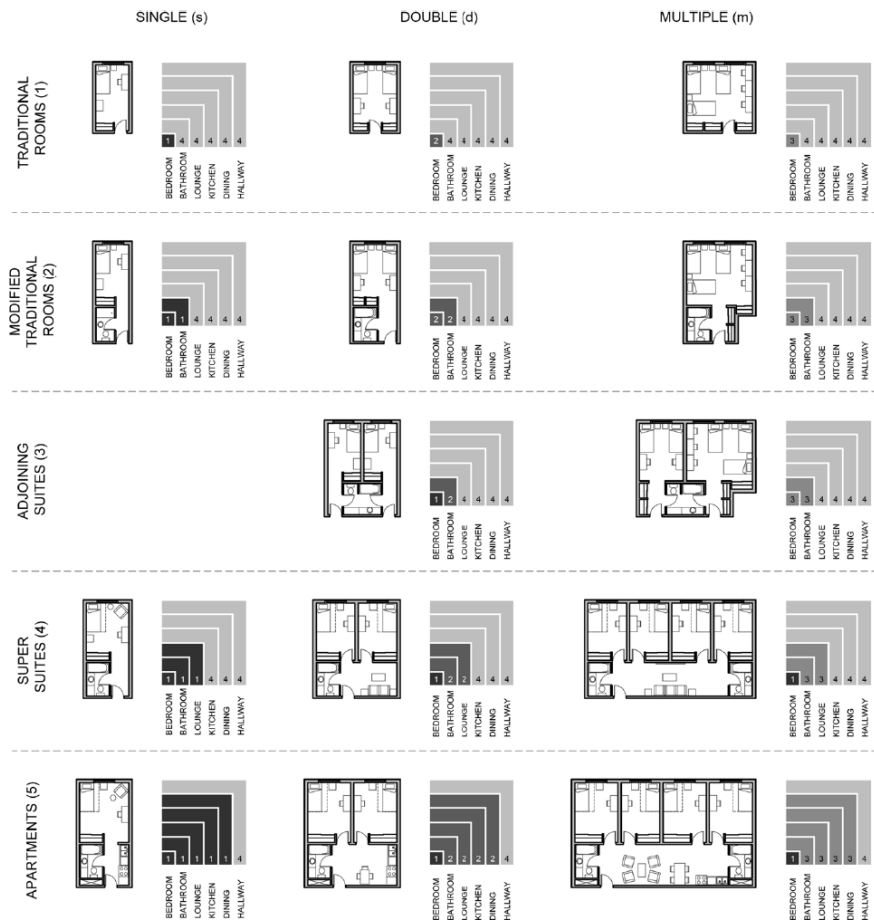 SINGLE (s)
DOUBLE (d)
MULTIPLE (m)
TRADITIONAL
ROOMS (1)
1 4 4 4 4 4
BEDROOM
BATHROOM
LOUNGE
KITCHEN
DINING
HALLWAY
2 4 4 4 4 4
BEDROOM
BATHROOM
LOUNGE
KITCHEN
DINING
HALLWAY
3 4 4 4 4 4
BEDROOM
BATHROOM
LOUNGE
KITCHEN
DINING
HALLWAY
MODIFIED
TRADITIONAL
ROOMS (2)
1 1 4 4 4 4
BEDROOM
BATHROOM
LOUNGE
KITCHEN
DINING
HALLWAY
2 2 4 4 4 4
BEDROOM
BATHROOM
LOUNGE
KITCHEN
DINING
HALLWAY
3 3 4 4 4 4
BEDROOM
BATHROOM
LOUNGE
KITCHEN
DINING
HALLWAY
ADJOINING
SUITES (3)
1 2 4 4 4 4
BEDROOM
BATHROOM
LOUNGE
KITCHEN
DINING
HALLWAY
3 3 4 4 4 4
BEDROOM
BATHROOM
LOUNGE
KITCHEN
DINING
HALLWAY
SUPER
SUITES (4)
1 1 1 4 4 4
BEDROOM
BATHROOM
LOUNGE
KITCHEN
DINING
HALLWAY
1 2 2 4 4 4
BEDROOM
BATHROOM
LOUNGE
KITCHEN
DINING
HALLWAY
1 3 3 4 4 4
BEDROOM
BATHROOM
LOUNGE
KITCHEN
DINING
HALLWAY
APARTMENTS (5)
1 1 1 1 1 4
BEDROOM
BATHROOM
LOUNGE
KITCHEN
DINING
HALLWAY
1 2 2 2 2 4
BEDROOM
BATHROOM
LOUNGE
KITCHEN
DINING
HALLWAY
1 3 3 3 3 4
BEDROOM
BATHROOM
LOUNGE
KITCHEN
DINING
HALLWAY